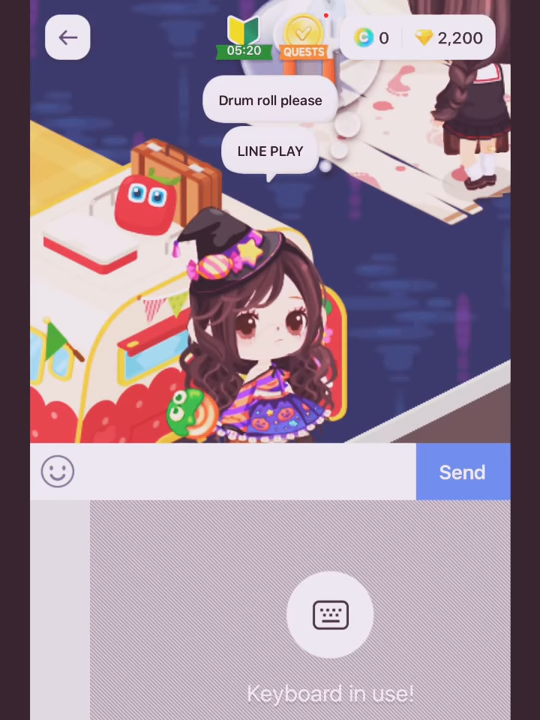 05:20
QUESTS
0
2,200
Drum roll please
LINE PLAY
Send
Keyboard in use!